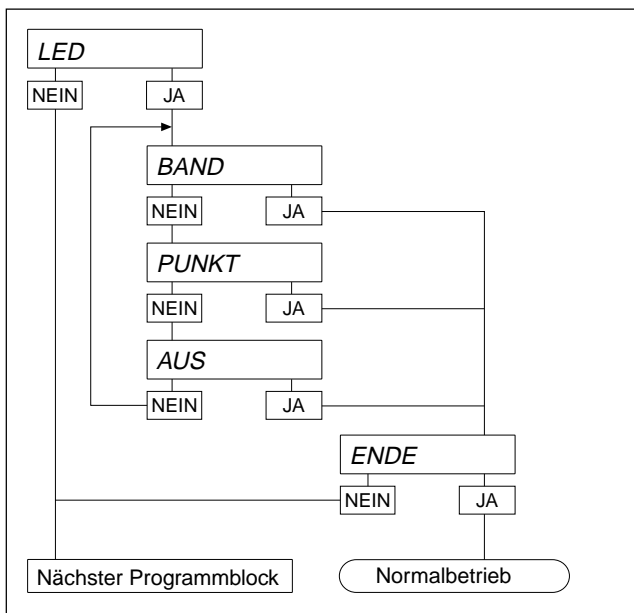 LED
NEIN JA
BAND
NEIN JA
PUNKT
NEIN JA
AUS
NEIN JA
ENDE
NEIN JA
Nächster Programmblock Normalbetrieb